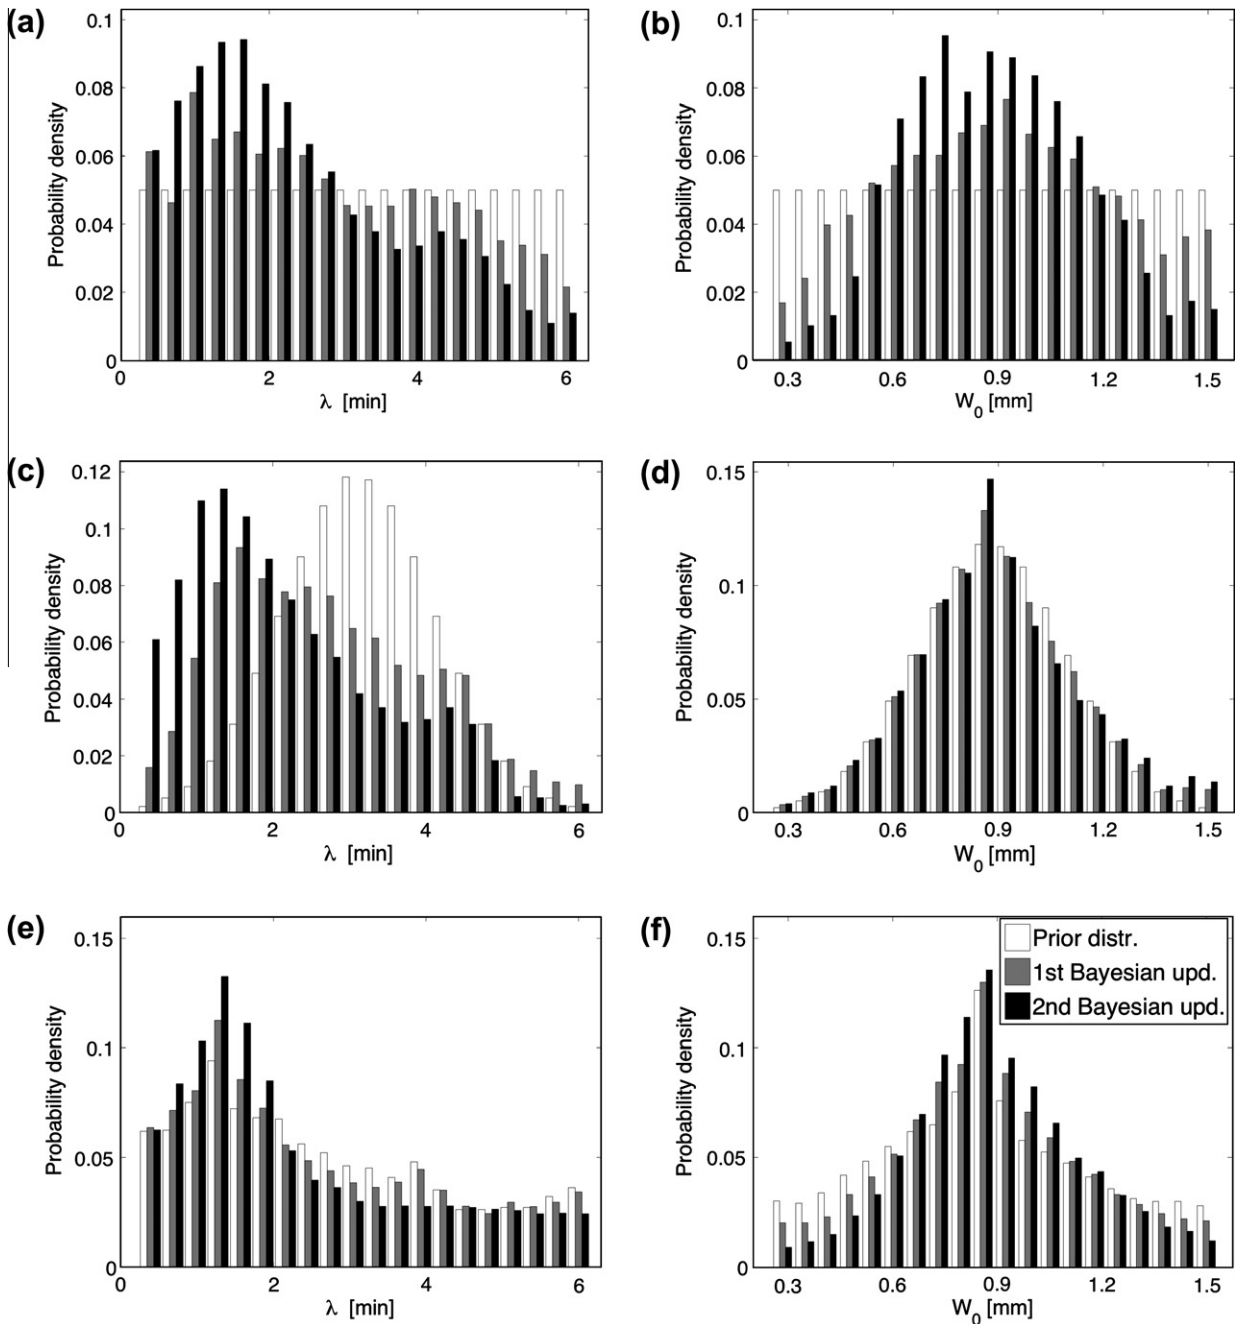 (a)
Probability density
0.1
0.08
0.06
0.04
0.02
0
0 2 4 6
λ [min]
(b)
Probability density
0.1
0.08
0.06
0.04
0.02
0
0.3 0.6 0.9 1.2 1.5
W0 [mm]
(c)
Probability density
0.12
0.1
0.08
0.06
0.04
0.02
0
0 2 4 6
λ [min]
(d)
Probability density
0.15
0.1
0.05
0
0.3 0.6 0.9 1.2 1.5
W0 [mm]
(e)
Probability density
0.15
0.1
0.05
0
0 2 4 6
λ [min]
(f)
Probability density
0.15
0.1
0.05
0
0.3 0.6 0.9 1.2 1.5
W0 [mm]
Prior distr.
1st Bayesian upd.
2nd Bayesian upd.